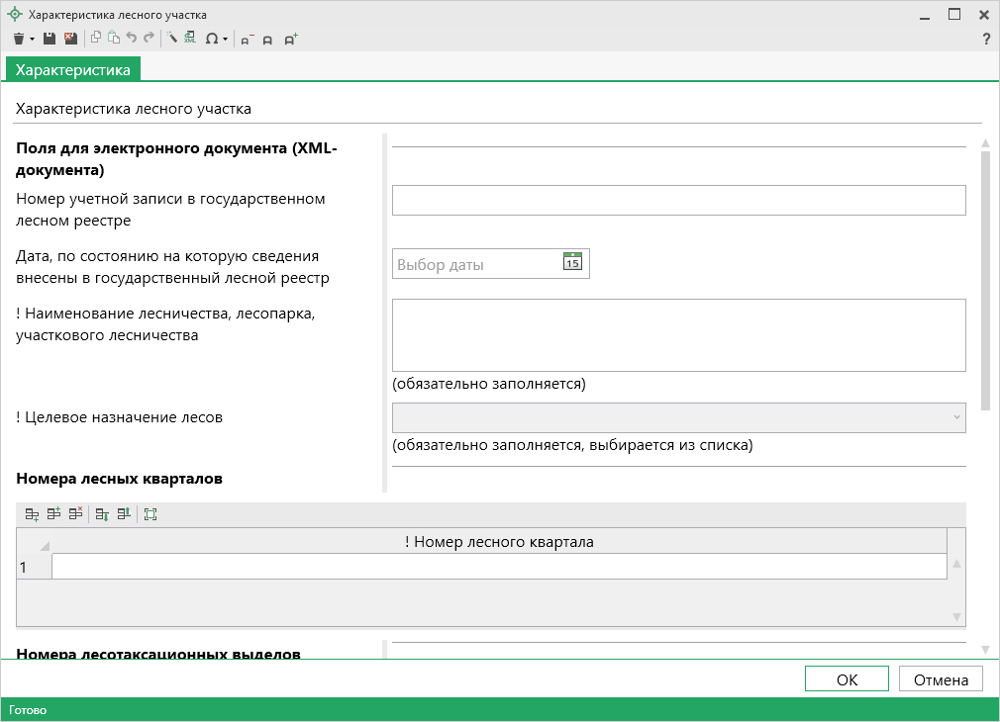 Характеристика лесного участка
XML
Ω
A A A
?
Характеристика
Характеристика лесного участка
Поля для электронного документа (XML-
документа)
Номер учетной записи в государственном
лесном реестре
Дата, по состоянию на которую сведения
внесены в государственный лесной реестр
Выбор даты
15
! Наименование лесничества, лесопарка,
участкового лесничества
(обязательно заполняется)
! Целевое назначение лесов
(обязательно заполняется, выбирается из списка)
Номера лесных кварталов
! Номер лесного квартала
1
Номера лесотаксационных выделов
ОК
Отмена
Готово